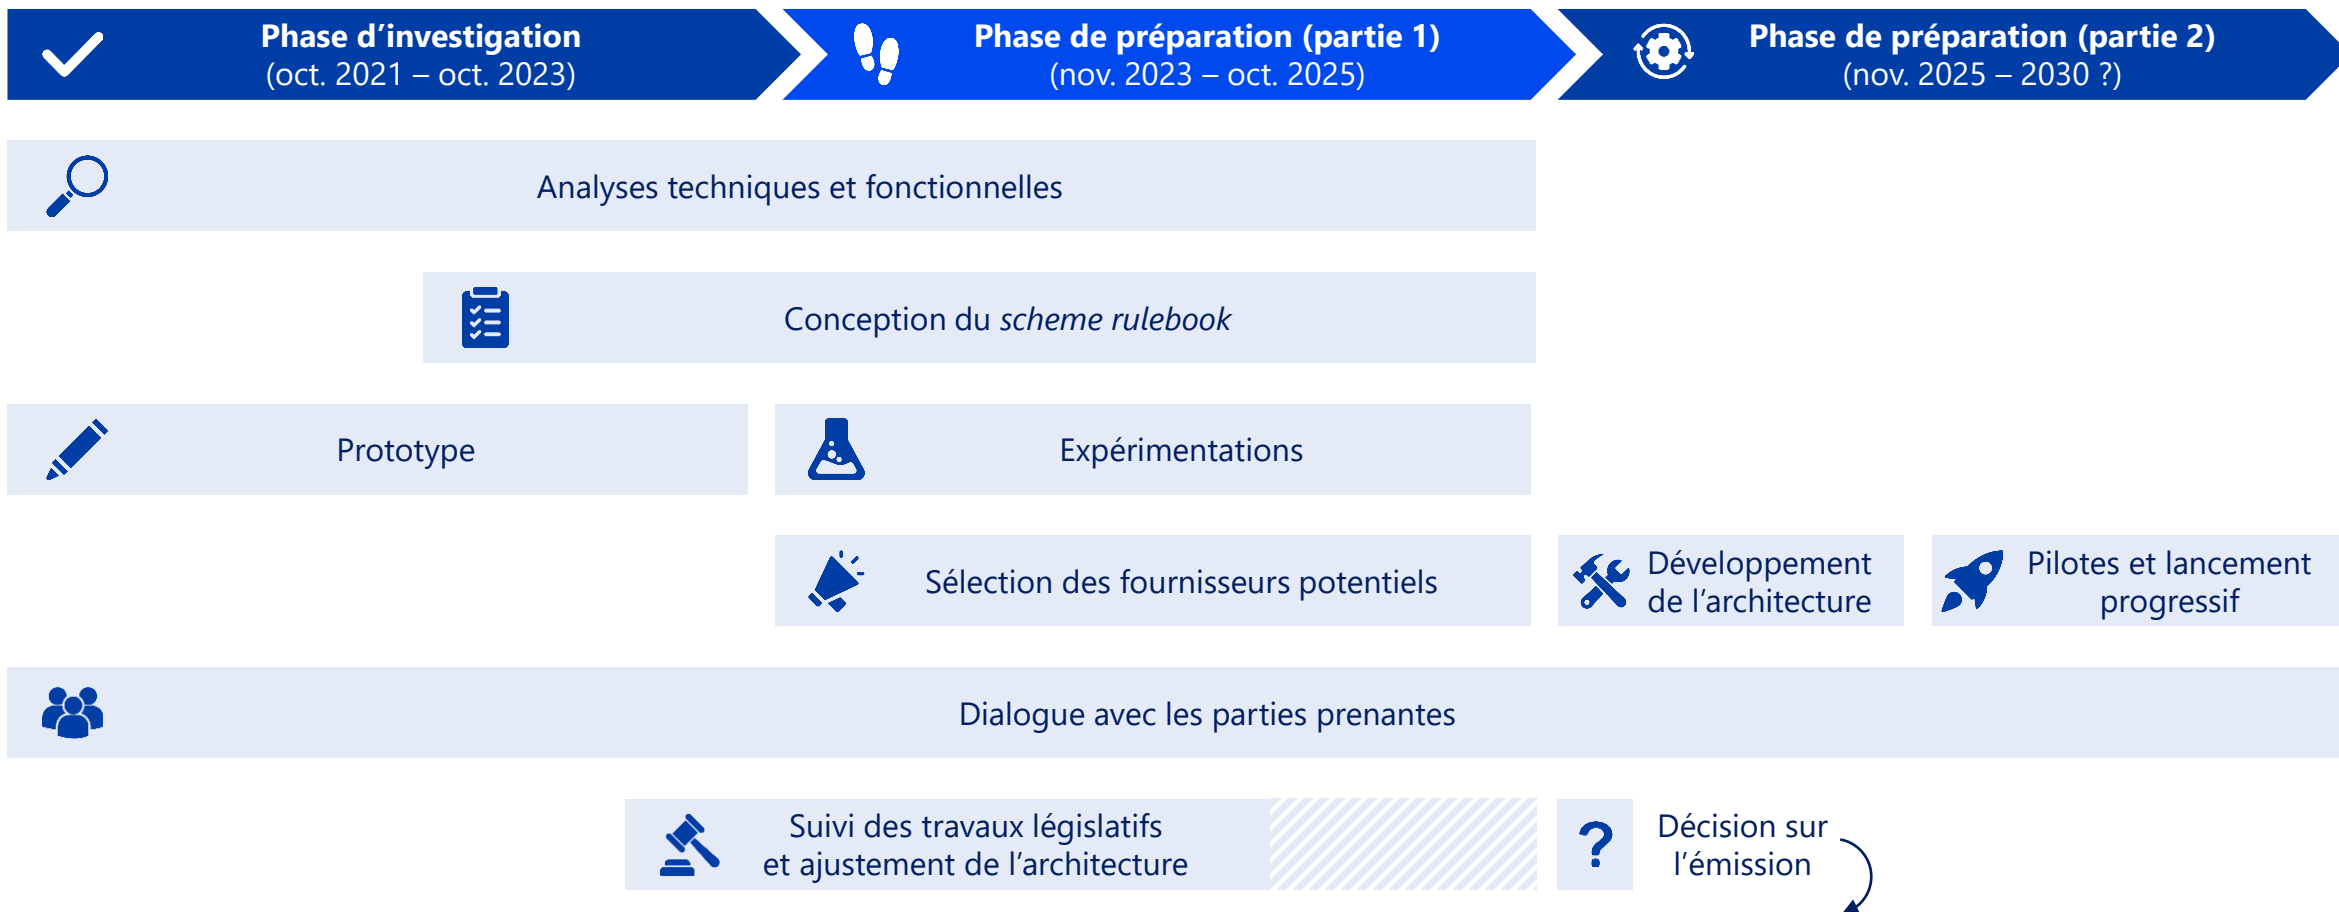 Phase d’investigation
(oct. 2021 – oct. 2023)
Phase de préparation (partie 1)
(nov. 2023 – oct. 2025)
Phase de préparation (partie 2)
(nov. 2025 – 2030 ?)
Analyses techniques et fonctionnelles
Conception du scheme rulebook
Prototype
Expérimentations
Sélection des fournisseurs potentiels
Développement
de l’architecture
Pilotes et lancement
progressif
Dialogue avec les parties prenantes
Suivi des travaux législatifs
et ajustement de l’architecture
?
Décision sur
l’émission